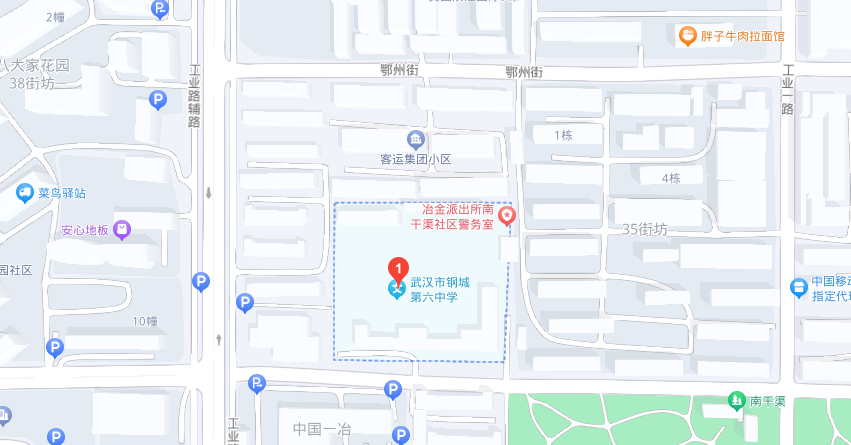 2幢
胖子牛肉拉面馆
八大家花园
38街坊
鄂州街
鄂州街
工业路辅路
工业一路
P
P
1栋
客运集团小区
4栋
菜鸟驿站
安心地板
冶金派出所南
干渠社区警务室
35街坊
园社区
1
武汉市钢城
第六中学
P
P
中国移动
指定代理
10幢
P
P
P
南干渠
工业
中国一冶
P
P